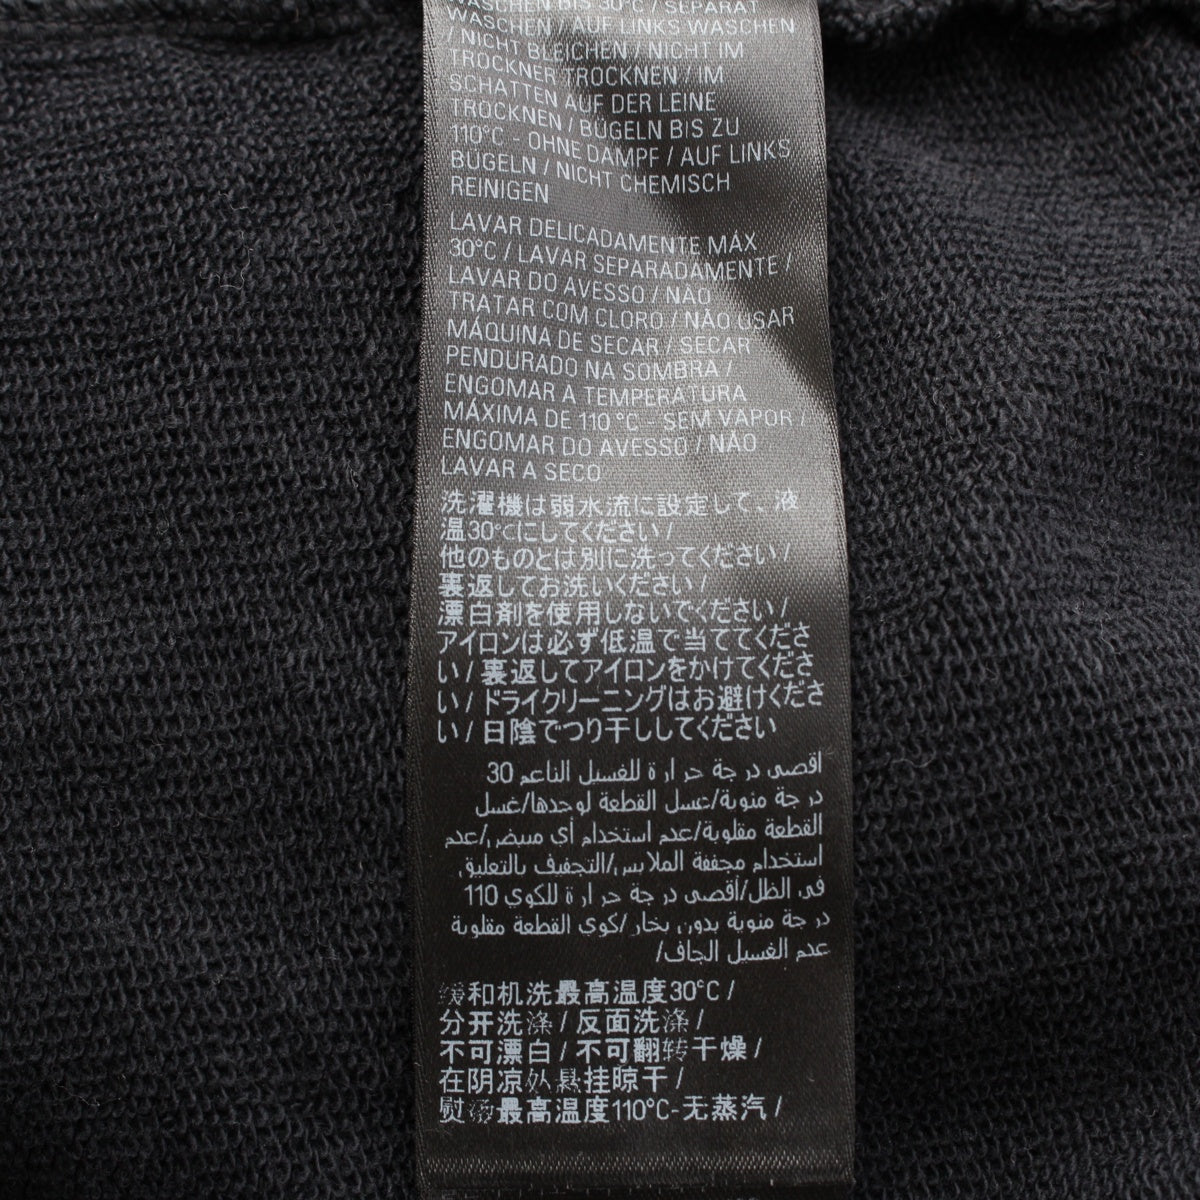 WASCHEN BIS 30°C / SEPARAT
WASCHEN / AUF LINKS WASCHEN
/ NICHT BLEICHEN / NICHT IM
TROCKNER TROCKNEN / IM
SCHATTEN AUF DER LEINE
TROCKNEN / BÜGELN BIS ZU
110°C - OHNE DAMPF / AUF LINKS
BÜGELN / NICHT CHEMISCH
REINIGEN
LAVAR DELICADAMENTE MÁX
30°C / LAVAR SEPARADAMENTE /
LAVAR DO AVESSO / NÃO
TRATAR COM CLORO / NÃO USAR
MÁQUINA DE SECAR / SECAR
PENDURADO NA SOMBRA /
ENGOMAR A TEMPERATURA
MÁXIMA DE 110°C - SEM VAPOR /
ENGOMAR DO AVESSO / NÃO
LAVAR A SECO
洗濯機は弱水流に設定して、液
温30℃にしてください /
他のものとは別に洗ってください /
裏返してお洗いください /
漂白剤を使用しないでください /
アイロンは必ず低温で当ててくださ
い / 裏返してアイロンをかけてくださ
い / ドライクリーニングはお避けくださ
い / 日陰でつり干ししてください
اقصى درجة حرارة للغسيل الناعم 30
درجة مئوية/غسل القطعة لوحدها/غسل
القطعة مقلوبة/عدم استخدام أي مبيض/عدم
استخدام مجففة الملابس/التجفيف بالتعليق
في الظل/أقصى درجة حرارة للكوي 110
درجة مئوية بدون بخار/كوي القطعة مقلوبة
عدم الغسيل الجاف/
缓和机洗最高温度30°C /
分开洗涤 / 反面洗涤 /
不可漂白 / 不可翻转干燥 /
在阴凉处悬挂晾干 /
熨烫最高温度110°C-无蒸汽 /